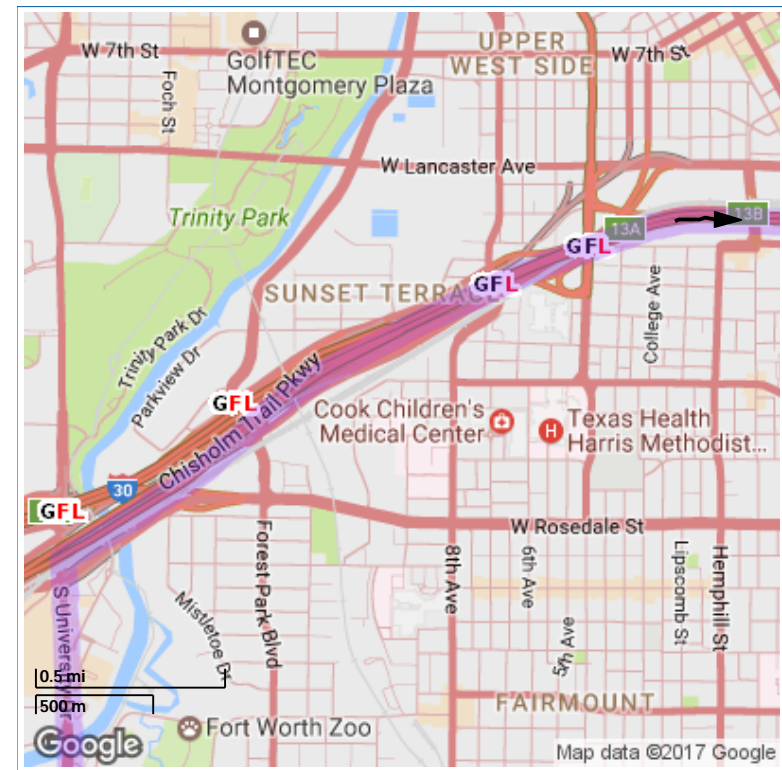 W 7th St
GolfTEC
Montgomery Plaza
UPPER
WEST SIDE
W 7th St
Foch St
W Lancaster Ave
Trinity Park
13B
13A
GFL
GFL
SUNSET TERRACE
College Ave
Trinity Park Dr
Parkview Dr
Chisholm Trail Pkwy
GFL
Cook Children's
Medical Center
H
Texas Health
Harris Methodist...
30
GFL
W Rosedale St
Forest Park Blvd
8th Ave
6th Ave
Lipscomb St
Hemphill St
S University Dr
Mistletoe Dr
5th Ave
0.5 mi
500 m
FAIRMOUNT
Fort Worth Zoo
Google
Map data ©2017 Google